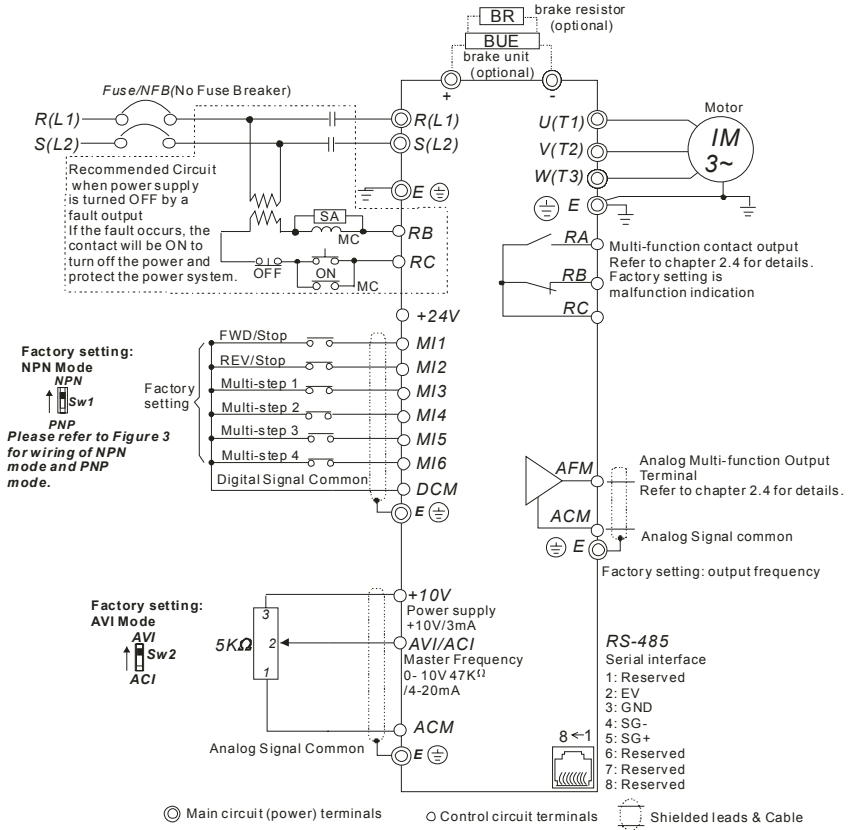 BR
brake resistor
(optional)
BUE
brake unit
(optional)
+
-
Fuse/NFB(No Fuse Breaker)
R(L1)
S(L2)
R(L1)
S(L2)
E
Recommended Circuit
when power supply
is turned OFF by a
fault output
If the fault occurs, the
contact will be ON to
turn off the power and
protect the power system.
SA
MC
OFF
ON
MC
RB
RC
U(T1)
V(T2)
W(T3)
E
Motor
IM
3~
RA
RB
RC
Multi-function contact output
Refer to chapter 2.4 for details.
Factory setting is
malfunction indication
+24V
FWD/Stop
MI1
REV/Stop
MI2
Multi-step 1
MI3
Multi-step 2
MI4
Multi-step 3
MI5
Multi-step 4
MI6
Digital Signal Common
DCM
E
Factory
setting
Factory setting:
NPN Mode
NPN
Sw1
PNP
Please refer to Figure 3
for wiring of NPN
mode and PNP
mode.
AFM
ACM
E
Analog Multi-function Output
Terminal
Refer to chapter 2.4 for details.
Analog Signal common
Factory setting: output frequency
Factory setting:
AVI Mode
AVI
Sw2
ACI
5KΩ
3
2
1
+10V
Power supply
+10V/3mA
AVI/ACI
Master Frequency
0- 10V 47KΩ
/4-20mA
ACM
Analog Signal Common
E
RS-485
Serial interface
1: Reserved
2: EV
3: GND
4: SG-
5: SG+
6: Reserved
7: Reserved
8: Reserved
8←1
Main circuit (power) terminals
Control circuit terminals
Shielded leads & Cable